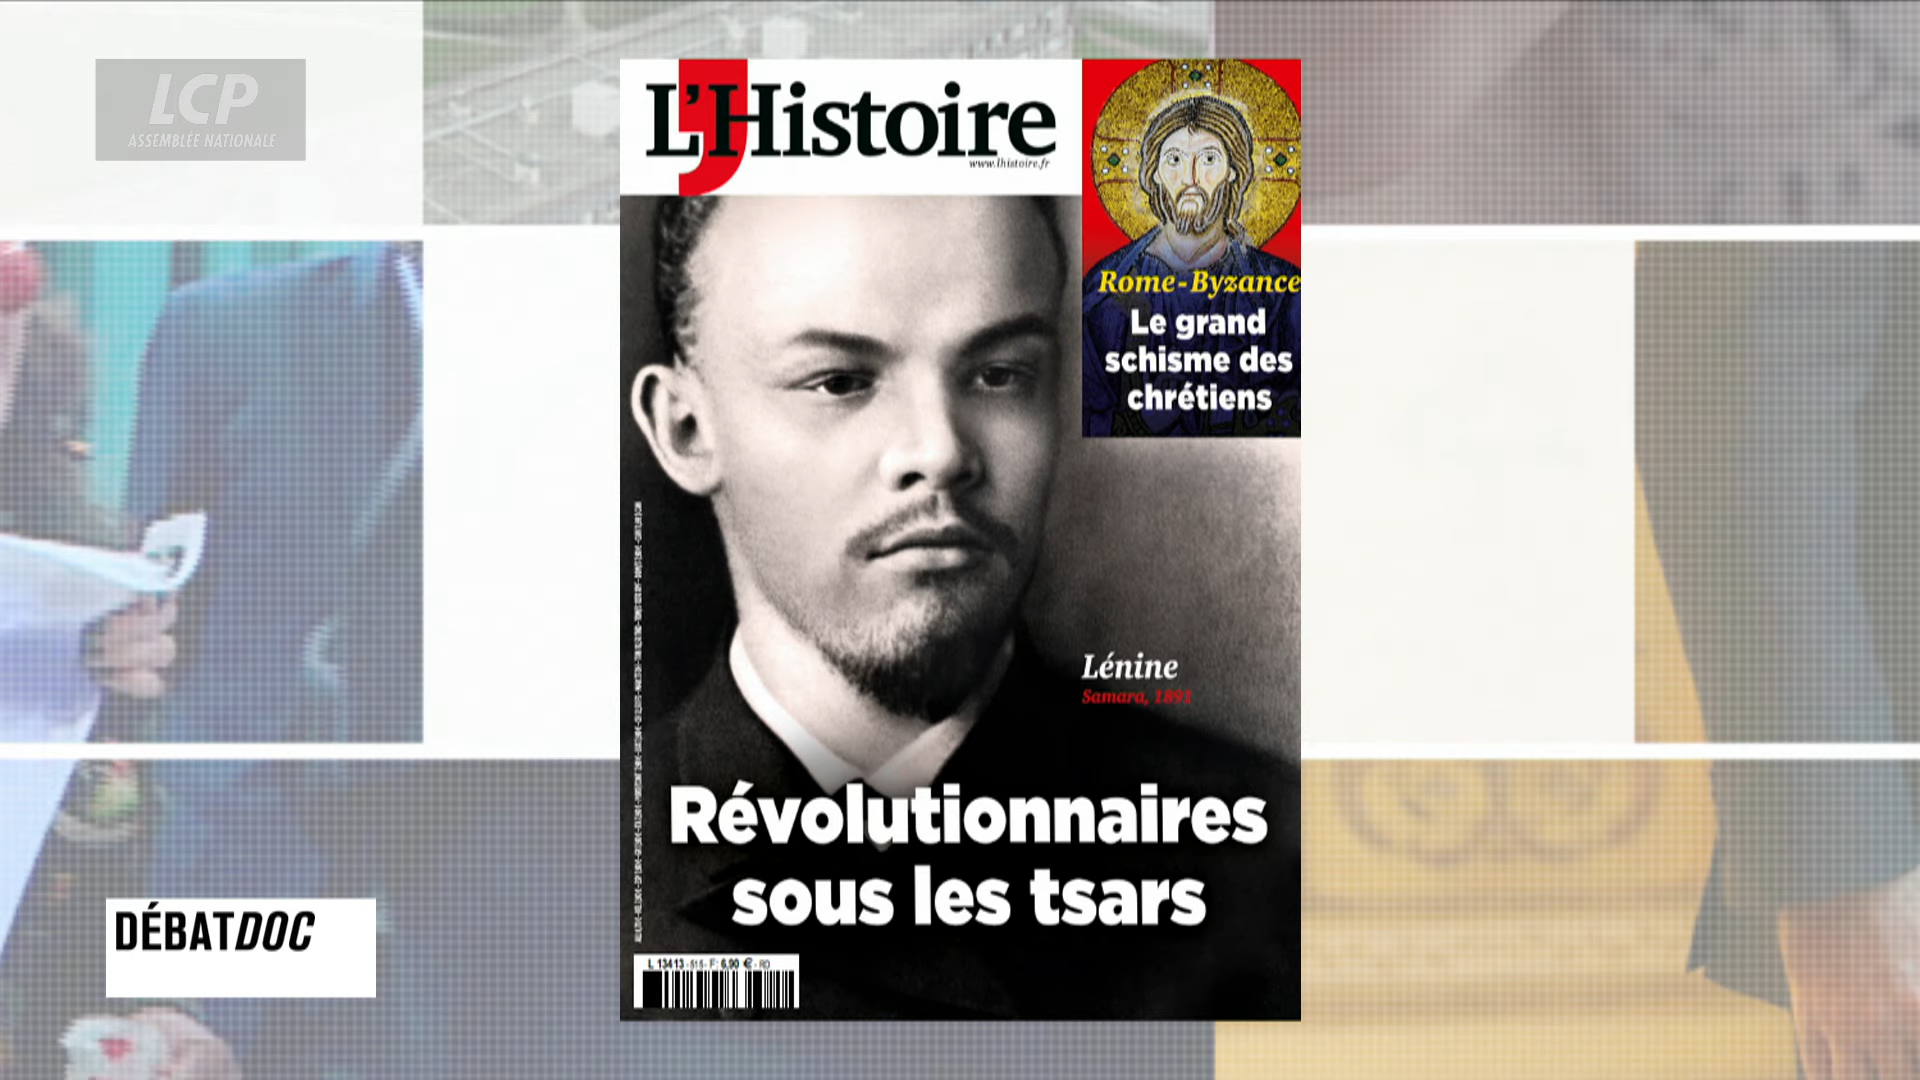 LCP
ASSEMBLÉE NATIONALE
L'Histoire
www.lhistoire.fr
Rome-Byzance
Le grand
schisme des
chrétiens
Lénine
Samara, 1891
Révolutionnaires
sous les tsars
L 13413 - 515 - F: 6,90 € - RD
DÉBATDOC